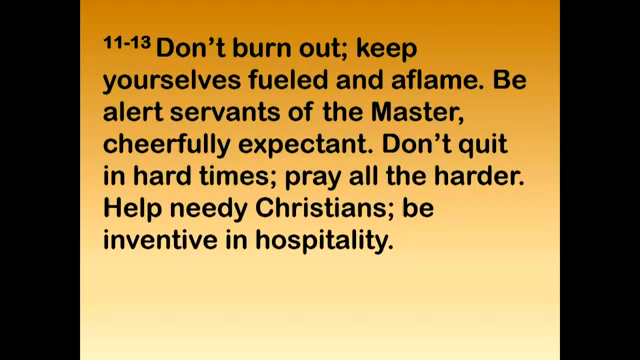 11-13 Don't burn out; keep
yourselves fueled and aflame. Be
alert servants of the Master,
cheerfully expectant. Don't quit
in hard times; pray all the harder.
Help needy Christians; be
inventive in hospitality.